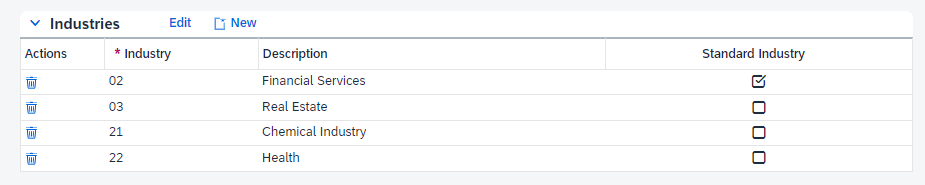 Industries Edit New
Actions * Industry Description Standard Industry
02 Financial Services
03 Real Estate
21 Chemical Industry
22 Health